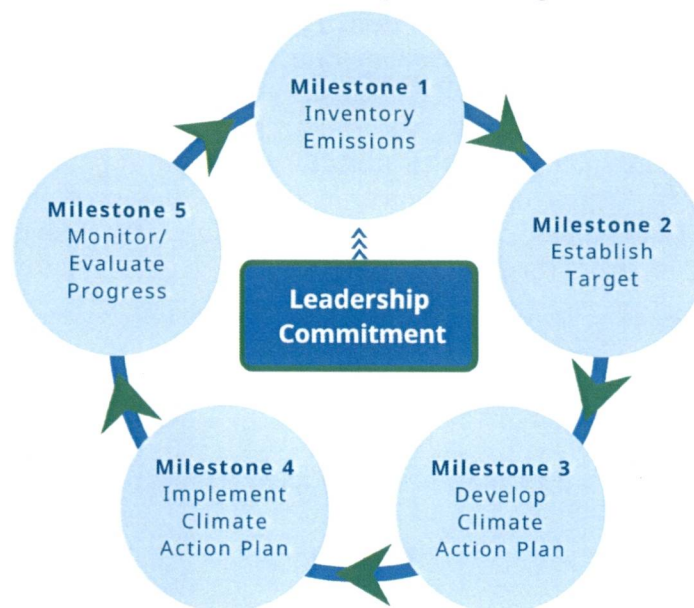 Milestone 1
Inventory
Emissions
Milestone 2
Establish
Target
Milestone 3
Develop
Climate
Action Plan
Milestone 4
Implement
Climate
Action Plan
Milestone 5
Monitor/
Evaluate
Progress
Leadership
Commitment